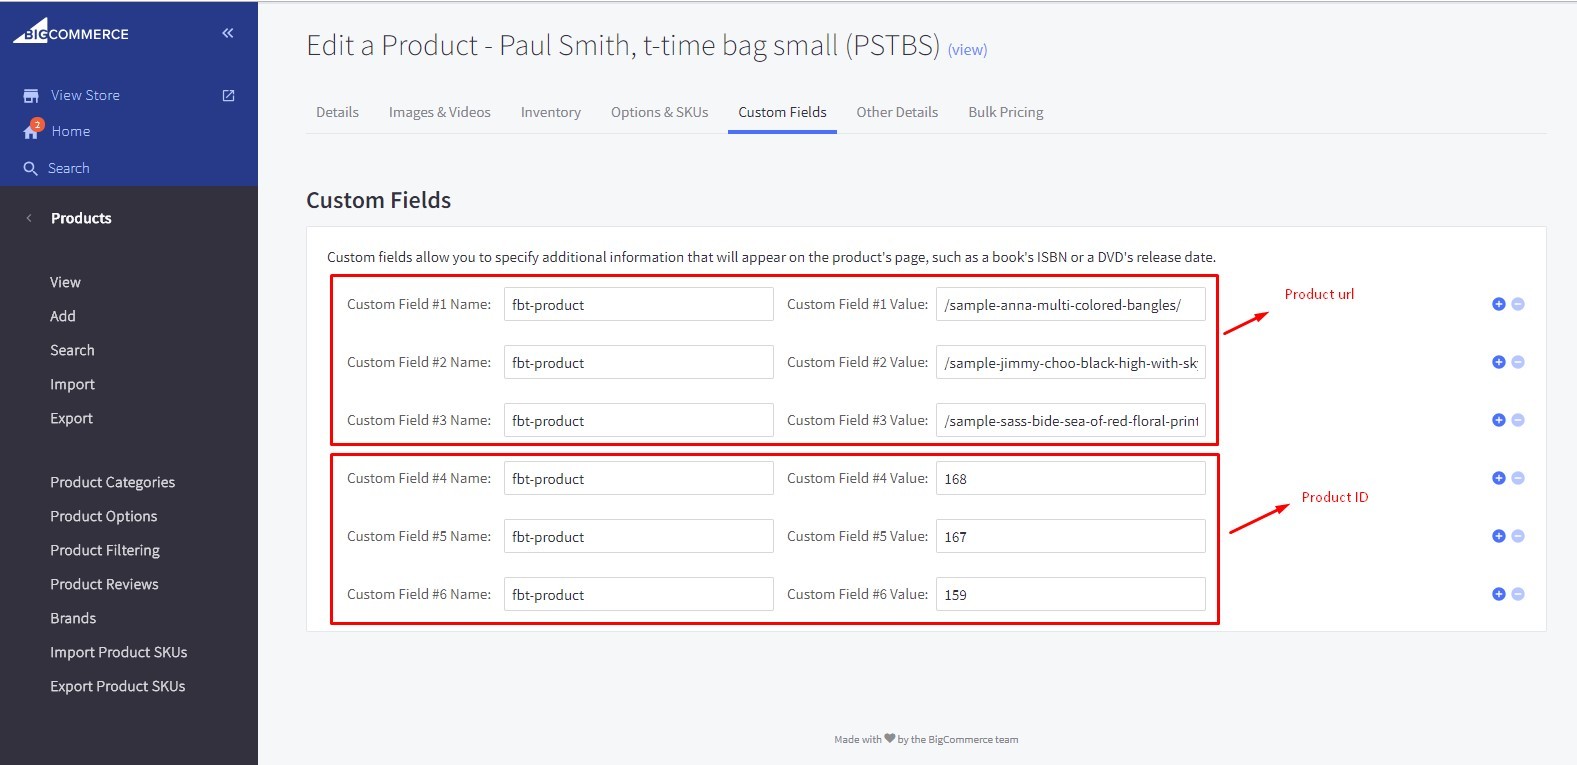 BIGCOMMERCE
«
View Store
2
Home
Search
Products
View
Add
Search
Import
Export
Product Categories
Product Options
Product Filtering
Product Reviews
Brands
Import Product SKUs
Export Product SKUs
Edit a Product - Paul Smith, t-time bag small (PSTBS) (view)
Details Images & Videos Inventory Options & SKUs Custom Fields Other Details Bulk Pricing
Custom Fields
Custom fields allow you to specify additional information that will appear on the product's page, such as a book's ISBN or a DVD's release date.
Custom Field #1 Name: fbt-product Custom Field #1 Value: /sample-anna-multi-colored-bangles/
Product url
Custom Field #2 Name: fbt-product Custom Field #2 Value: /sample-jimmy-choo-black-high-with-sk
Custom Field #3 Name: fbt-product Custom Field #3 Value: /sample-sass-bide-sea-of-red-floral-print
Custom Field #4 Name: fbt-product Custom Field #4 Value: 168
Product ID
Custom Field #5 Name: fbt-product Custom Field #5 Value: 167
Custom Field #6 Name: fbt-product Custom Field #6 Value: 159
Made with ♥ by the BigCommerce team